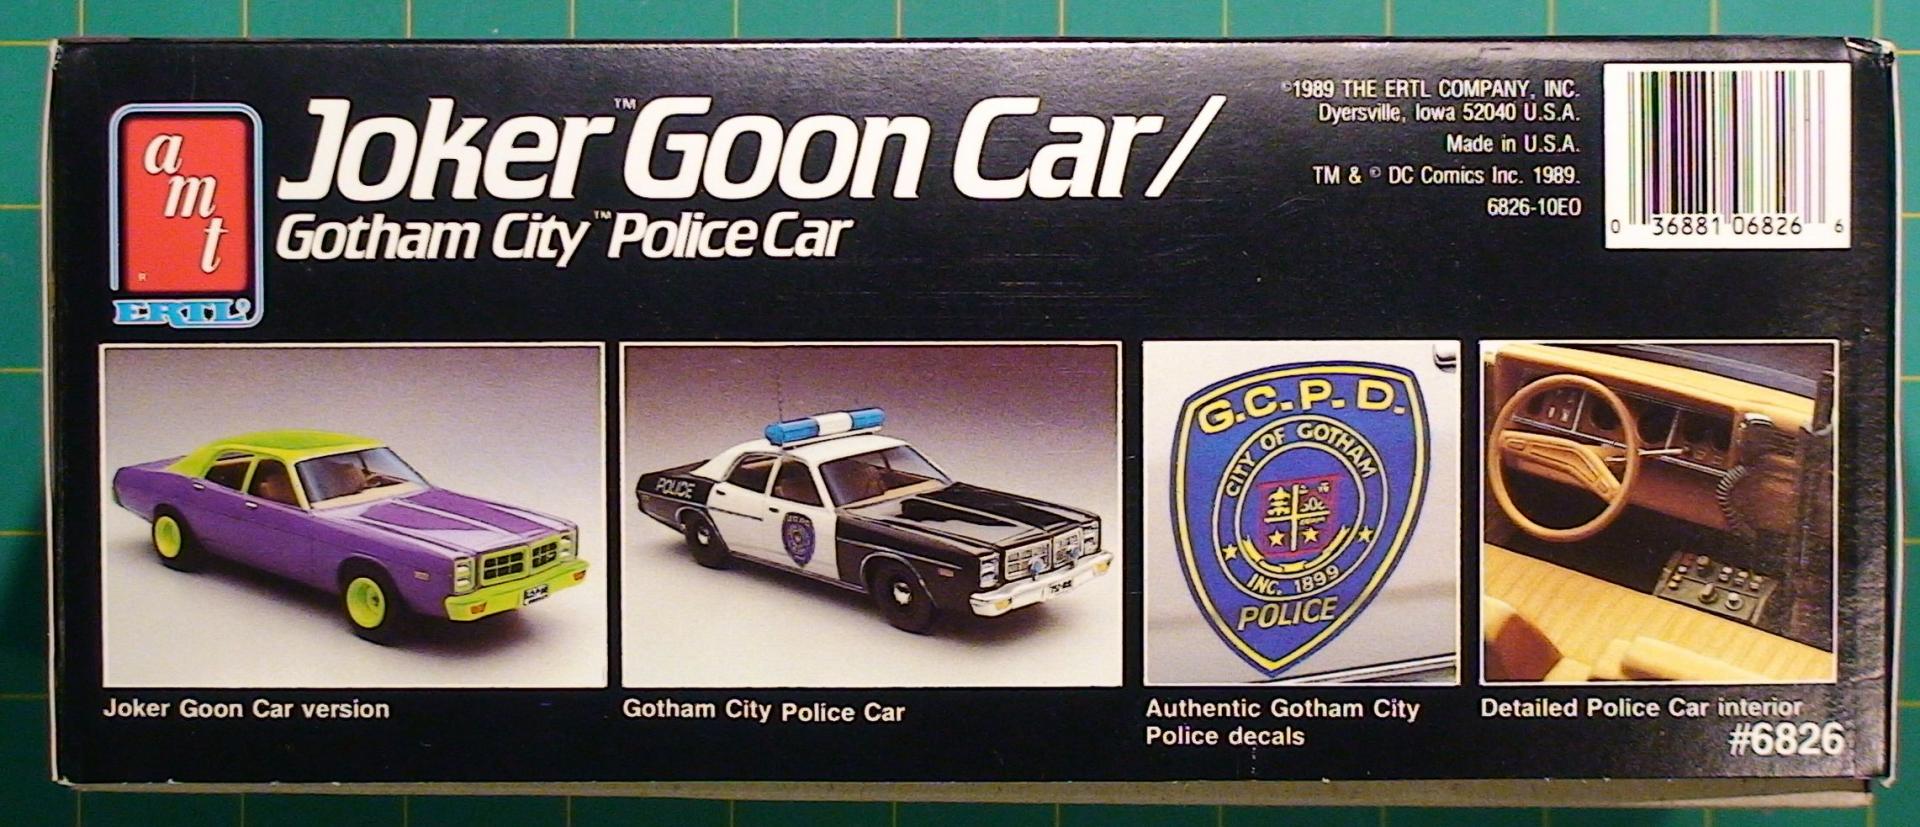 amt
®
ERTL®
Joker™ Goon Car/
Gotham City™ Police Car
©1989 THE ERTL COMPANY, INC.
Dyersville, Iowa 52040 U.S.A.
Made in U.S.A.
TM & © DC Comics Inc. 1989.
6826-10EO
0 36881 06826 6
POLICE
G.C.P.D.
CITY OF GOTHAM
INC. 1899
POLICE
Joker Goon Car version
Gotham City Police Car
Authentic Gotham City
Police decals
Detailed Police Car interior
#6826